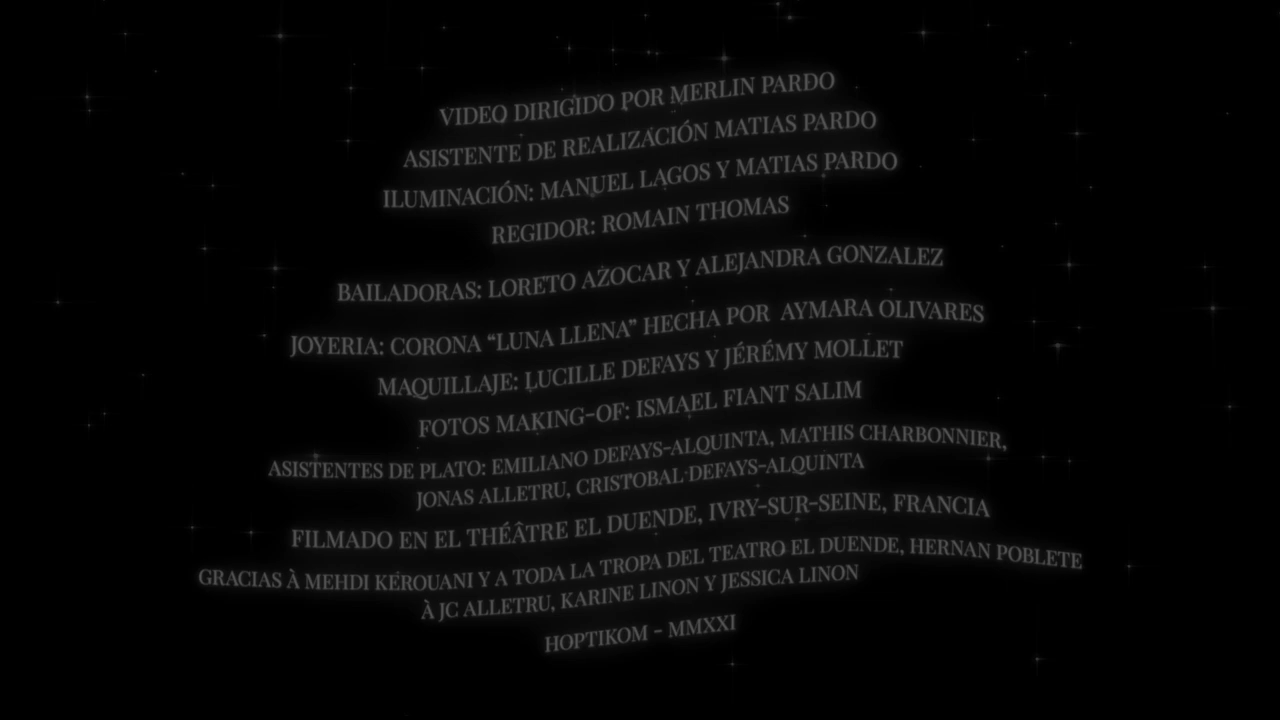 VIDEO DIRIGIDO POR MERLIN PARDO
ASISTENTE DE REALIZACIÓN MATIAS PARDO
ILUMINACIÓN: MANUEL LAGOS Y MATIAS PARDO
REGIDOR: ROMAIN THOMAS
BAILADORAS: LORETO AZOCAR Y ALEJANDRA GONZALEZ
JOYERIA: CORONA “LUNA LLENA” HECHA POR AYMARA OLIVARES
MAQUILLAJE: LUCILLE DEFAYS Y JÉRÉMY MOLLET
FOTOS MAKING-OF: ISMAEL FIANT SALIM
ASISTENTES DE PLATO: EMILIANO DEFAYS-ALQUINTA, MATHIS CHARBONNIER,
JONAS ALLETRU, CRISTOBAL DEFAYS-ALQUINTA
FILMADO EN EL THÉÂTRE EL DUENDE, IVRY-SUR-SEINE, FRANCIA
GRACIAS À MEHDI KEROUANI Y A TODA LA TROPA DEL TEATRO EL DUENDE, HERNAN POBLETE
À JC ALLETRU, KARINE LINON Y JESSICA LINON
HOPTIKOM - MMXXI